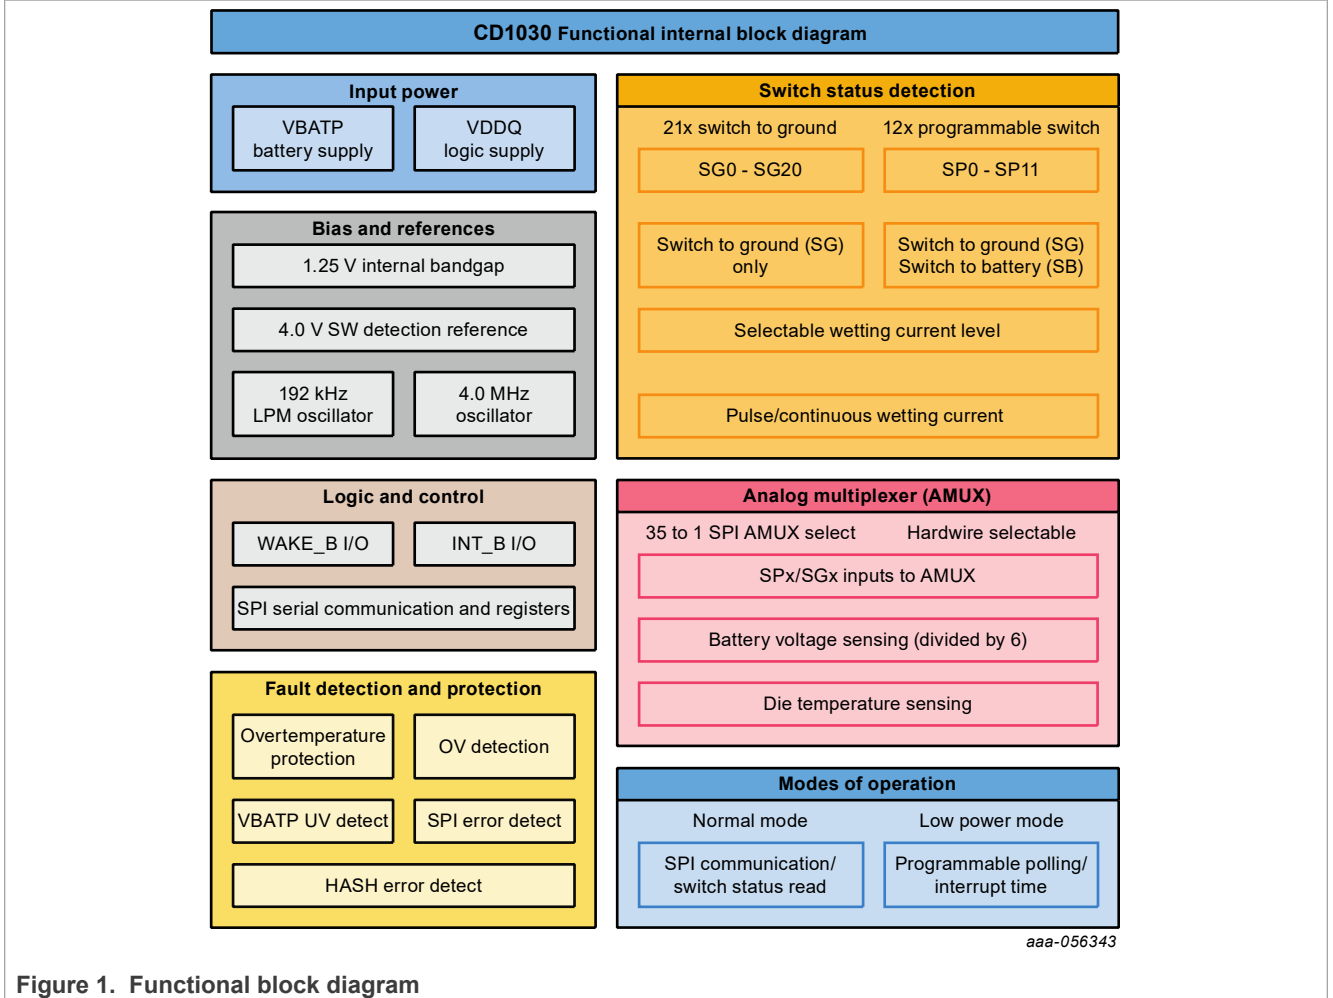 CD1030 Functional internal block diagram
Input power
VBATP
battery supply
VDDQ
logic supply
Bias and references
1.25 V internal bandgap
4.0 V SW detection reference
192 kHz
LPM oscillator
4.0 MHz
oscillator
Logic and control
WAKE_B I/O
INT_B I/O
SPI serial communication and registers
Fault detection and protection
Overtemperature
protection
OV detection
VBATP UV detect
SPI error detect
HASH error detect
Switch status detection
21x switch to ground
12x programmable switch
SG0 - SG20
SP0 - SP11
Switch to ground (SG)
only
Switch to ground (SG)
Switch to battery (SB)
Selectable wetting current level
Pulse/continuous wetting current
Analog multiplexer (AMUX)
35 to 1 SPI AMUX select
Hardwire selectable
SPx/SGx inputs to AMUX
Battery voltage sensing (divided by 6)
Die temperature sensing
Modes of operation
Normal mode
Low power mode
SPI communication/
switch status read
Programmable polling/
interrupt time
aaa-056343
Figure 1. Functional block diagram